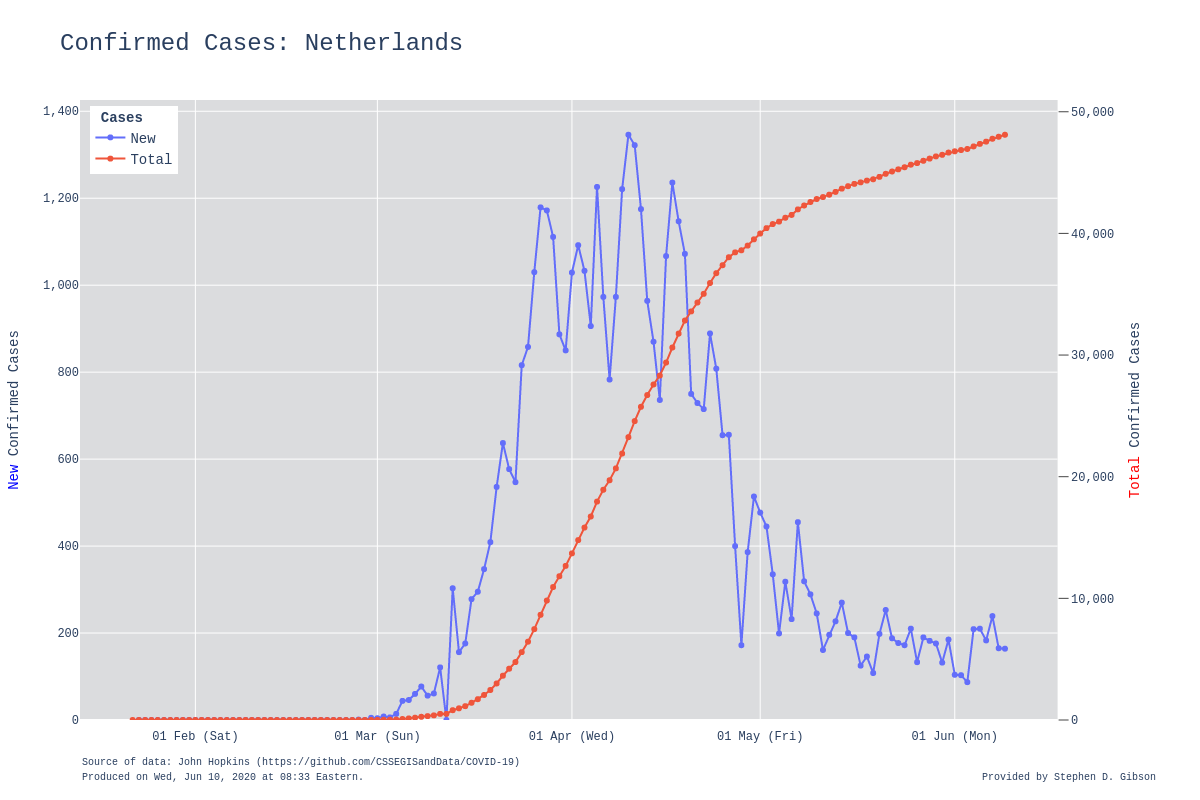 Confirmed Cases: Netherlands
Cases
New
Total
1,400
1,200
1,000
800
600
400
200
0
50,000
40,000
30,000
20,000
10,000
0
New Confirmed Cases
Total Confirmed Cases
01 Feb (Sat)
01 Mar (Sun)
01 Apr (Wed)
01 May (Fri)
01 Jun (Mon)
Source of data: John Hopkins (https://github.com/CSSEGISandData/COVID-19)
Produced on Wed, Jun 10, 2020 at 08:33 Eastern.
Provided by Stephen D. Gibson